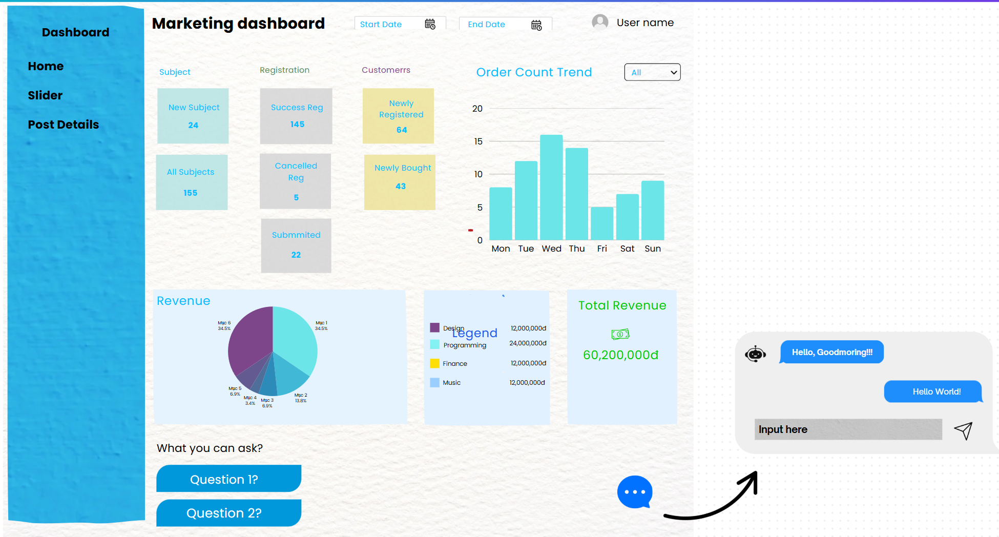 Dashboard
Home
Slider
Post Details
Marketing dashboard
Start Date
End Date
User name
Subject
New Subject
24
All Subjects
155
Registration
Success Reg
145
Cancelled
Reg
5
Submmited
22
Customerrs
Newly
Registered
64
Newly Bought
43
Order Count Trend
All
20
15
10
5
0
Mon Tue Wed Thu Fri Sat Sun
Revenue
Mục 6
34.5%
Mục 1
34.5%
Mục 5
6.9%
Mục 4
3.4%
Mục 3
6.9%
Mục 2
13.8%
Legend
Design 12,000,000đ
Programming 24,000,000đ
Finance 12,000,000đ
Music 12,000,000đ
Total Revenue
60,200,000đ
What you can ask?
Question 1?
Question 2?
Hello, Goodmoring!!!
Hello World!
Input here